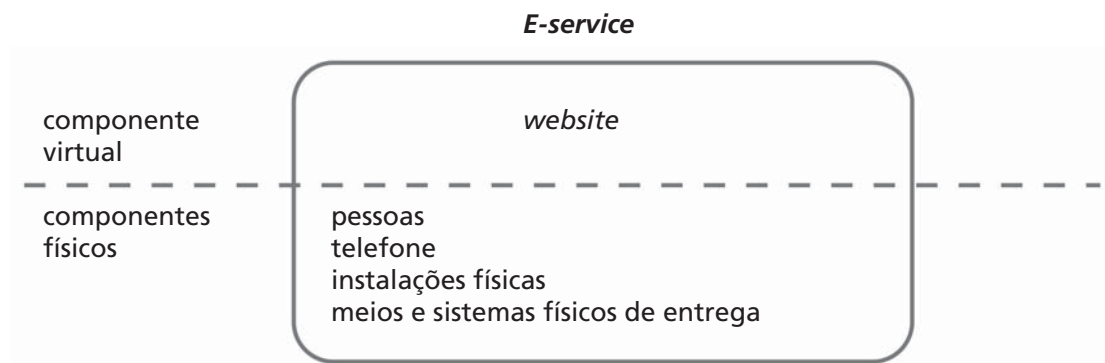 E-service
componente
virtual
website
componentes
físicos
pessoas
telefone
instalações físicas
meios e sistemas físicos de entrega